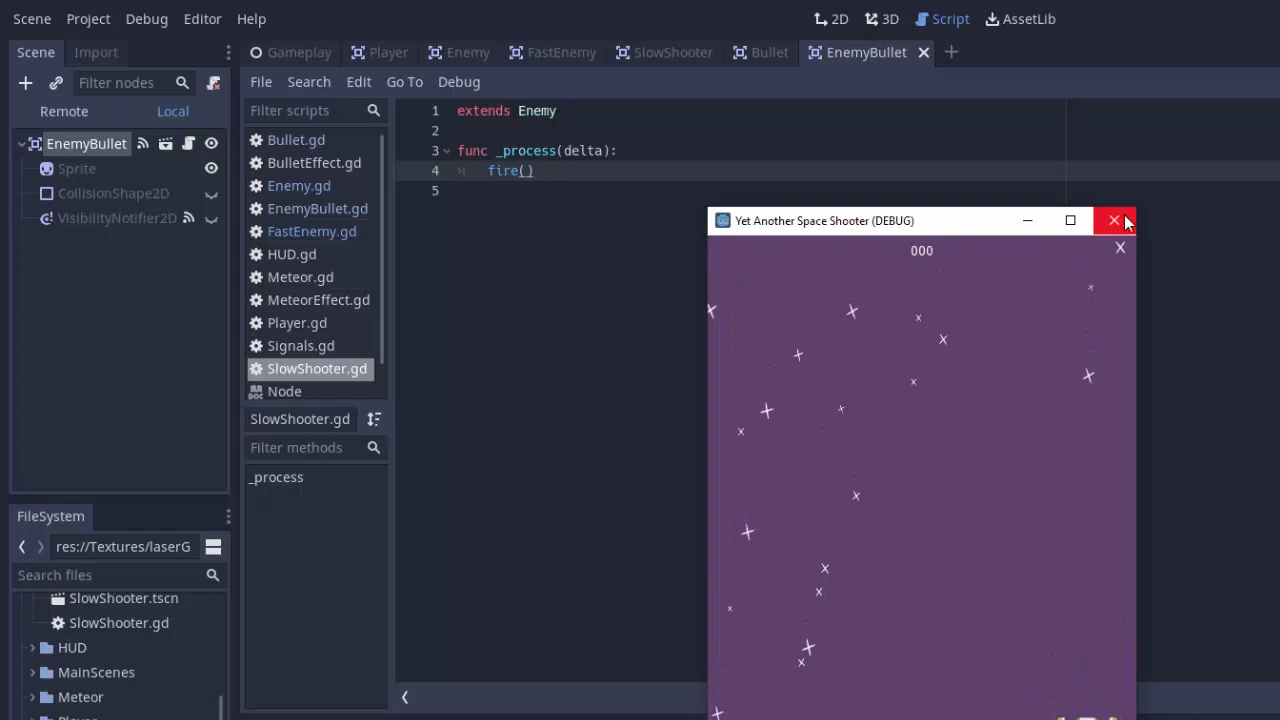 Scene Project Debug Editor Help
2D 3D Script AssetLib
Scene Import
Gameplay Player Enemy FastEnemy SlowShooter Bullet EnemyBullet
Filter nodes
File Search Edit Go To Debug
Remote Local
Filter scripts
EnemyBullet
Sprite
CollisionShape2D
VisibilityNotifier2D
Bullet.gd
BulletEffect.gd
Enemy.gd
EnemyBullet.gd
FastEnemy.gd
HUD.gd
Meteor.gd
MeteorEffect.gd
Player.gd
Signals.gd
SlowShooter.gd
Node
SlowShooter.gd
Filter methods
_process
1 extends Enemy
2
3 func _process(delta):
4 fire()
5
Yet Another Space Shooter (DEBUG)
000
X
FileSystem
res://Textures/laserG
Search files
SlowShooter.tscn
SlowShooter.gd
HUD
MainScenes
Meteor